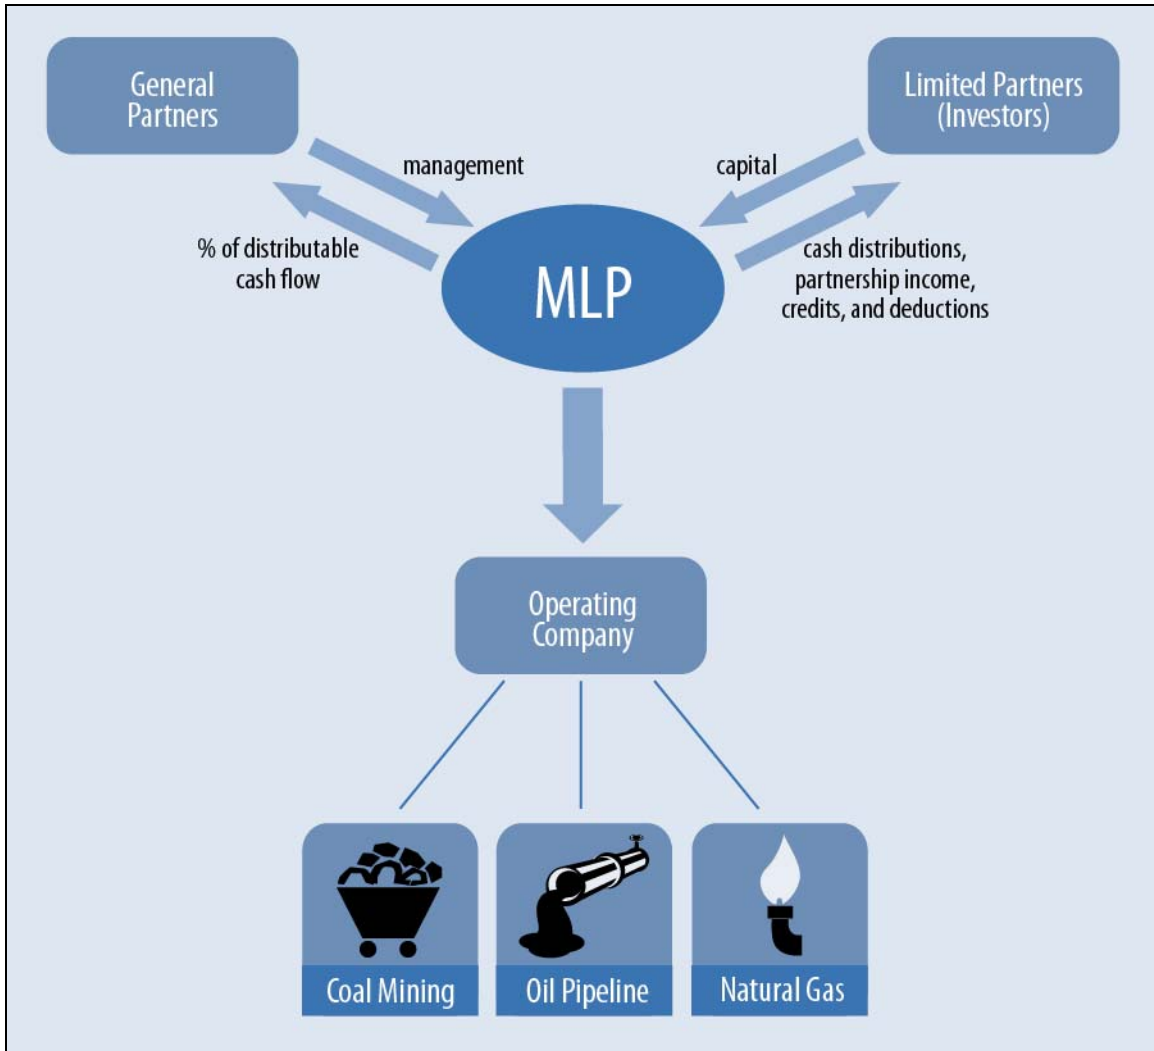 General
Partners
Limited Partners
(Investors)
management
capital
% of distributable
cash flow
MLP
cash distributions,
partnership income,
credits, and deductions
Operating
Company
Coal Mining
Oil Pipeline
Natural Gas